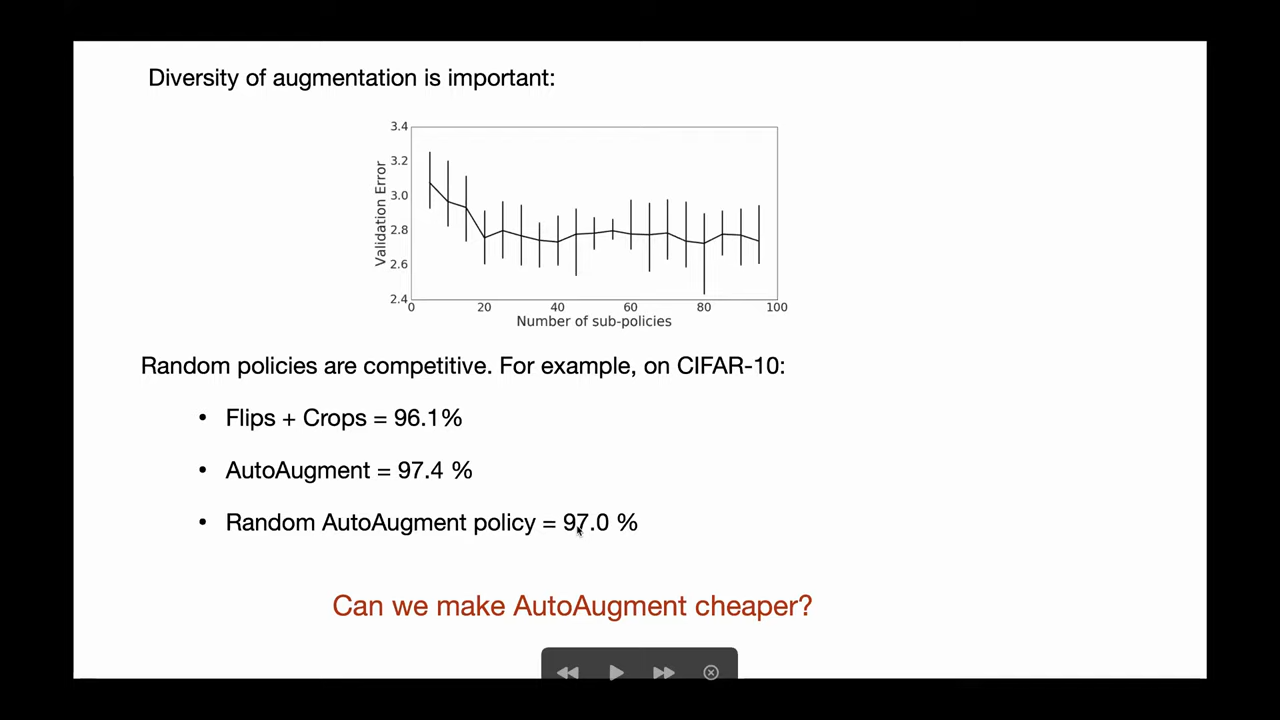 Diversity of augmentation is important:
3.4
3.2
3.0
2.8
2.6
2.4
Validation Error
0 20 40 60 80 100
Number of sub-policies
Random policies are competitive. For example, on CIFAR-10:
• Flips + Crops = 96.1%
• AutoAugment = 97.4 %
• Random AutoAugment policy = 97.0 %
Can we make AutoAugment cheaper?